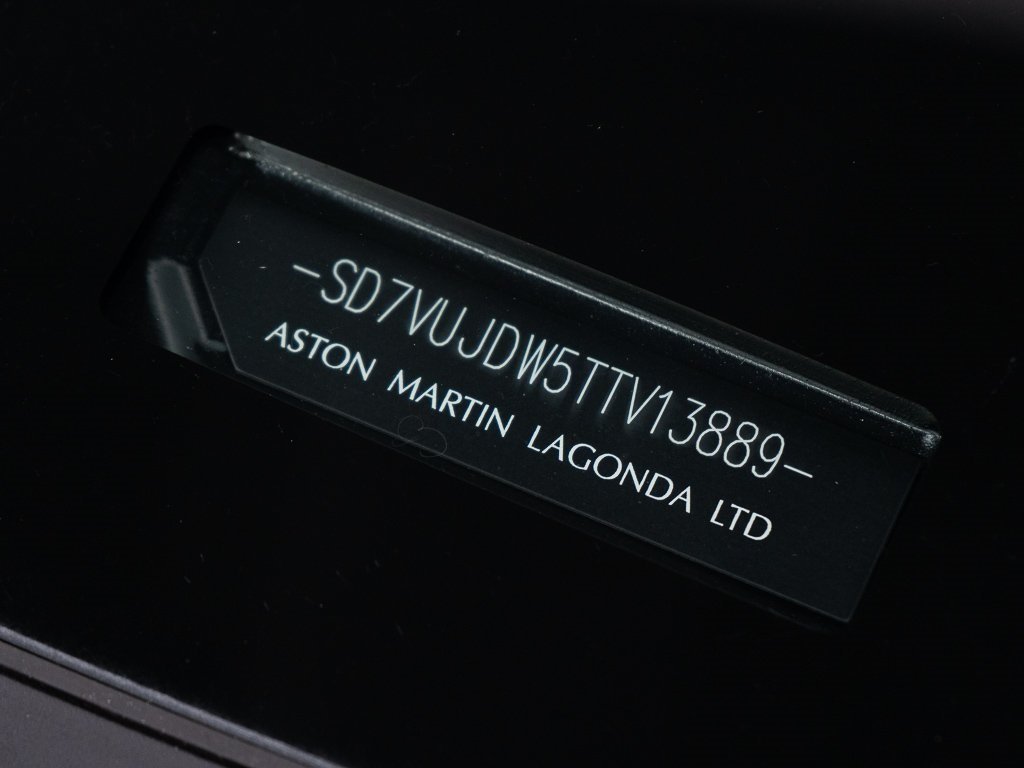 -SD7VUJDW5TTV13889-
ASTON MARTIN LAGONDA LTD